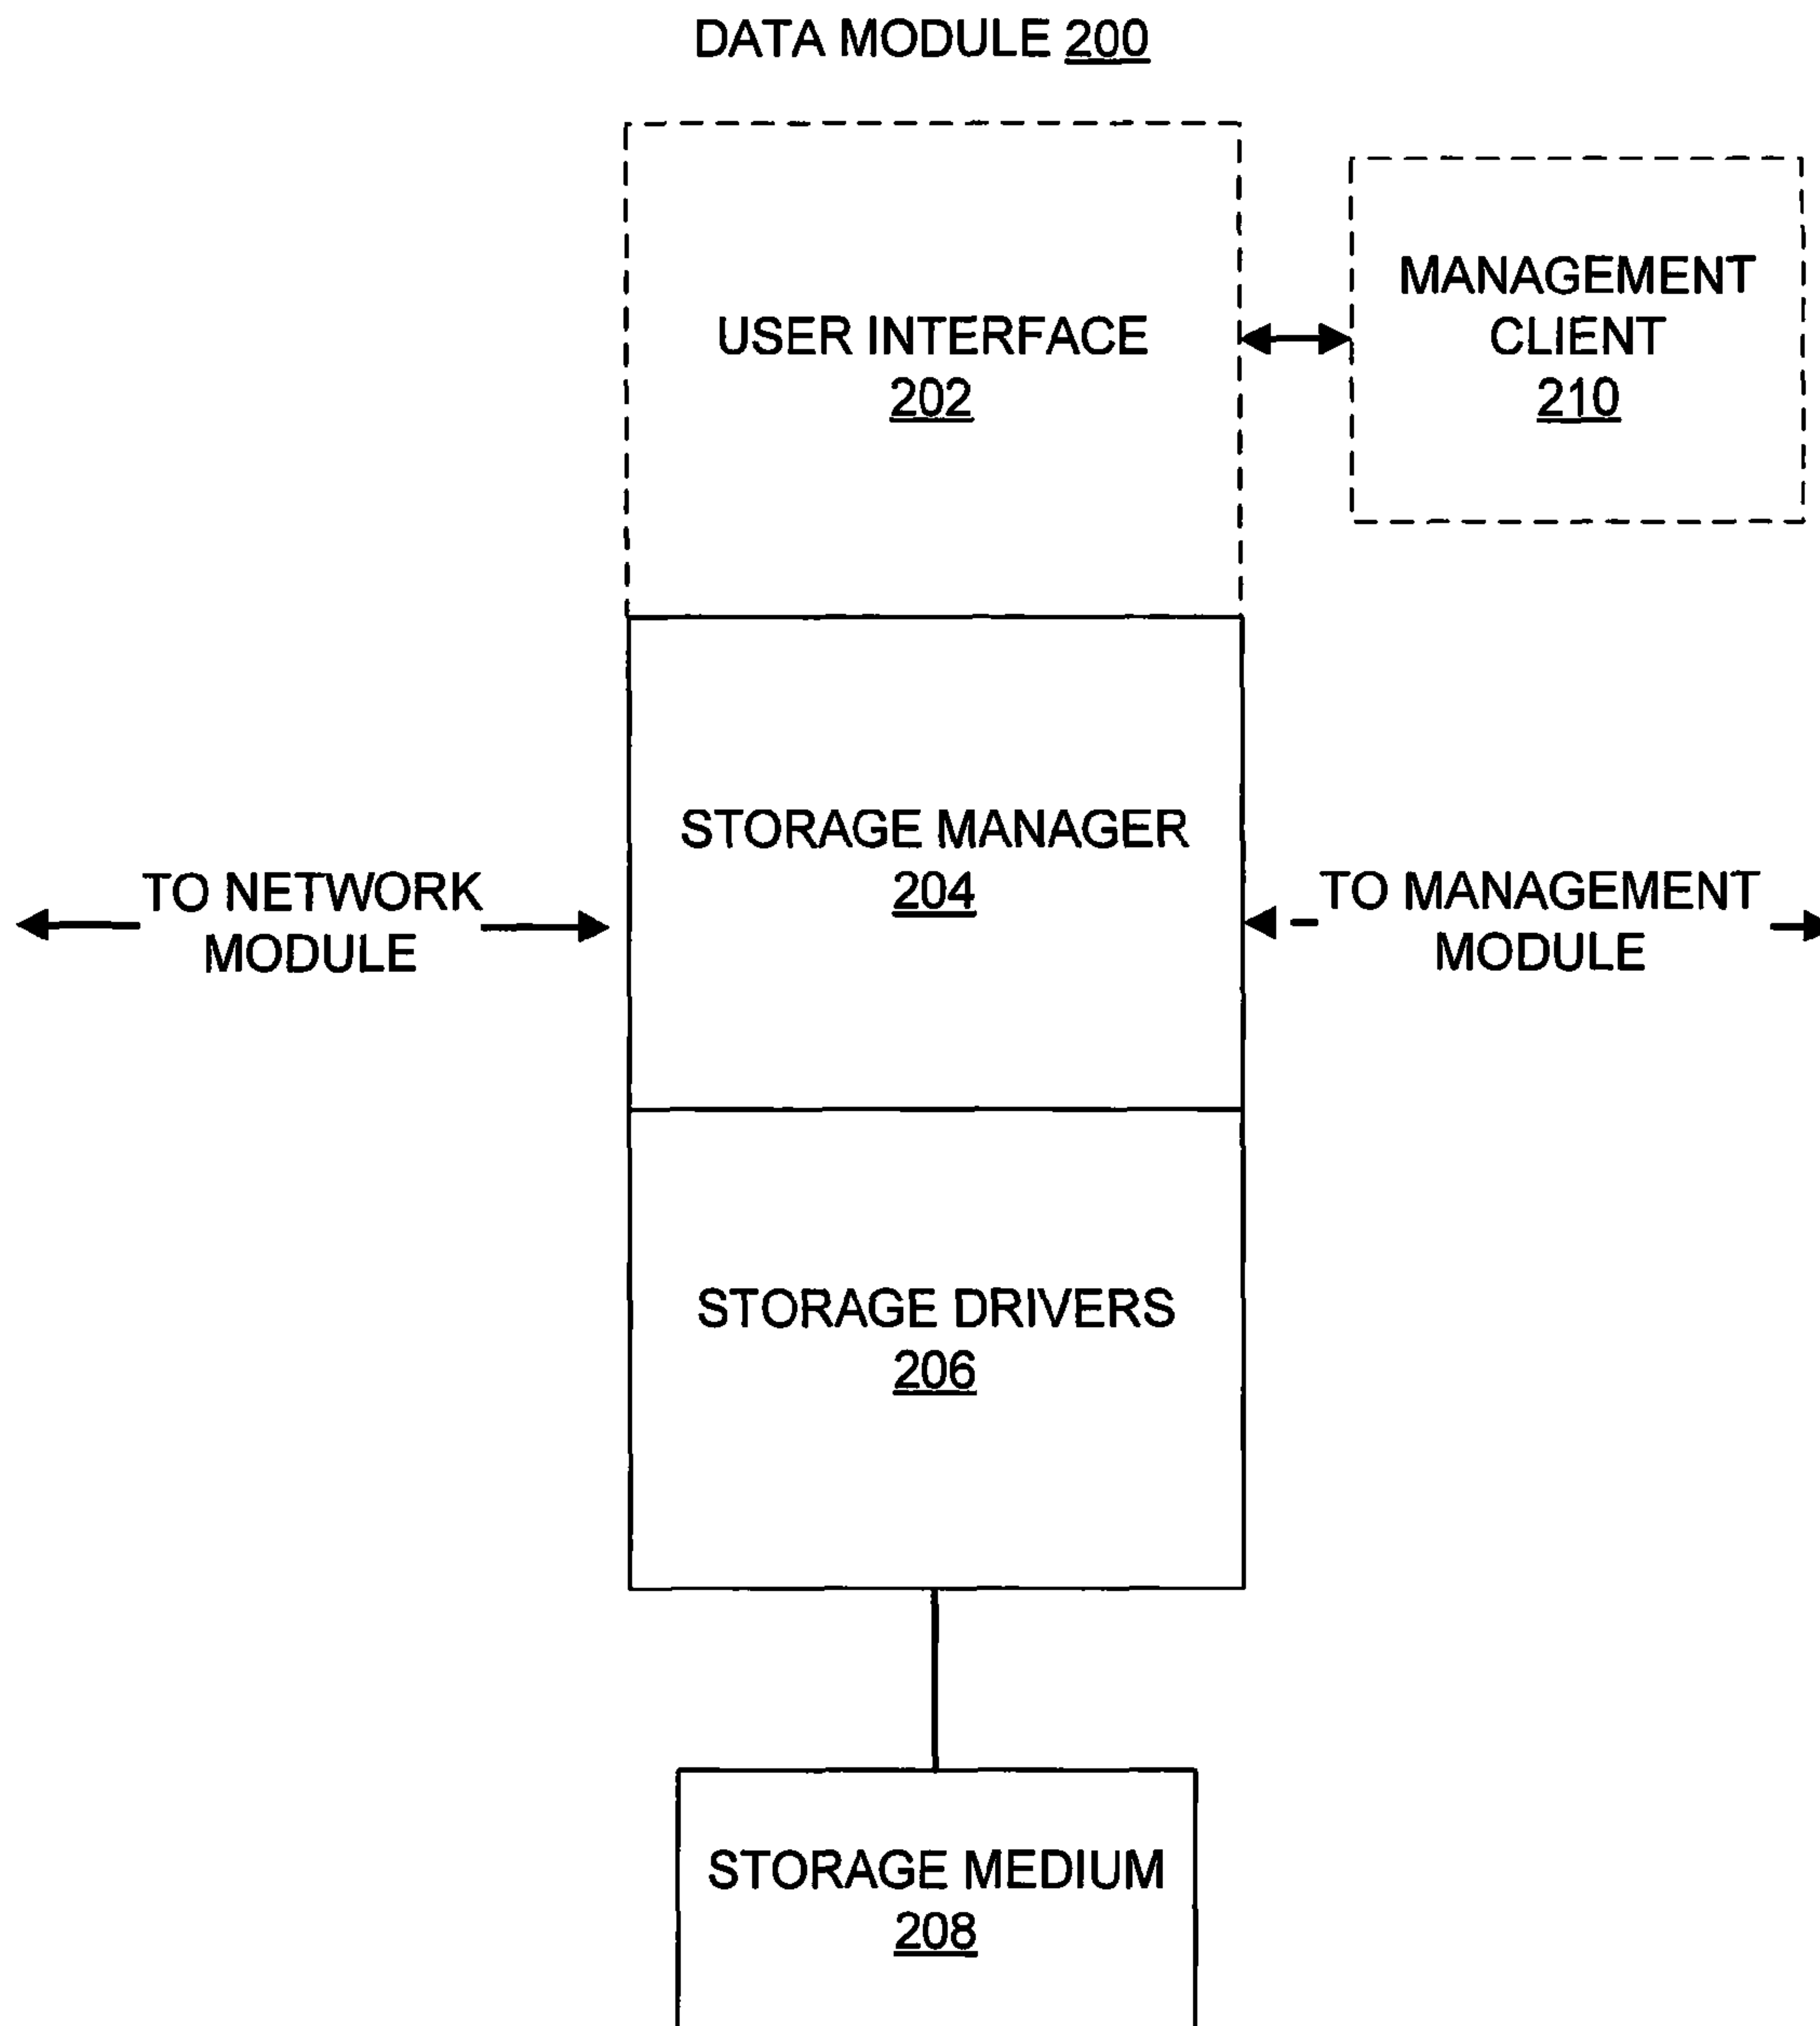 DATA MODULE 200
USER INTERFACE
202
MANAGEMENT
CLIENT
210
STORAGE MANAGER
204
TO NETWORK
MODULE
TO MANAGEMENT
MODULE
STORAGE DRIVERS
206
STORAGE MEDIUM
208